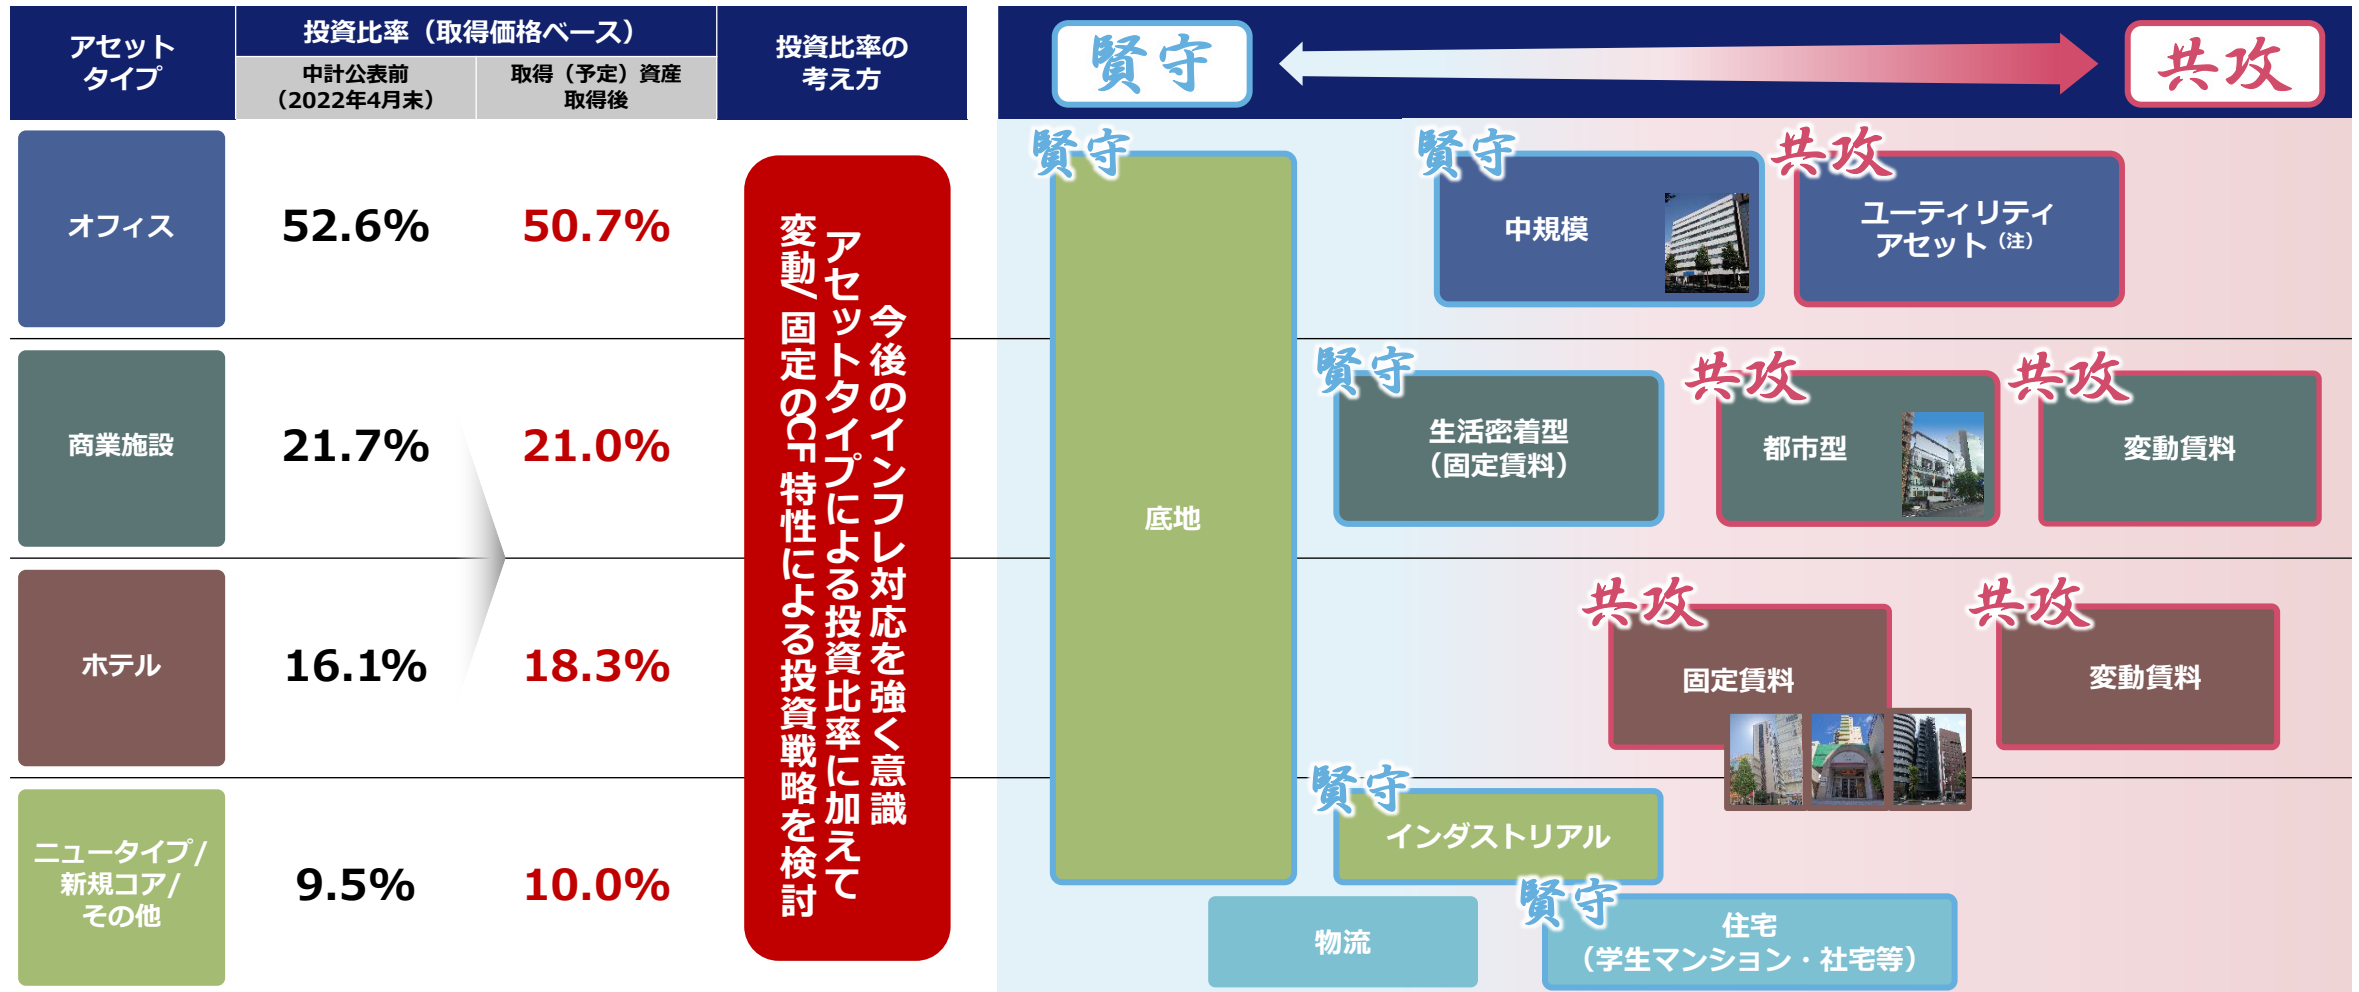 アセット
タイプ
投資比率（取得価格ベース）
中計公表前
（2022年4月末）
取得（予定）資産
取得後
投資比率の
考え方
賢守
共攻
オフィス
52.6%
50.7%
商業施設
21.7%
21.0%
ホテル
16.1%
18.3%
ニュータイプ/
新規コア/
その他
9.5%
10.0%
今後のインフレ対応を強く意識
アセットタイプによる投資比率に加えて
変動/固定のCF特性による投資戦略を検討
賢守
底地
賢守
中規模
共攻
ユーティリティ
アセット（注）
賢守
生活密着型
（固定賃料）
共攻
都市型
共攻
変動賃料
共攻
固定賃料
共攻
変動賃料
賢守
インダストリアル
物流
賢守
住宅
（学生マンション・社宅等）